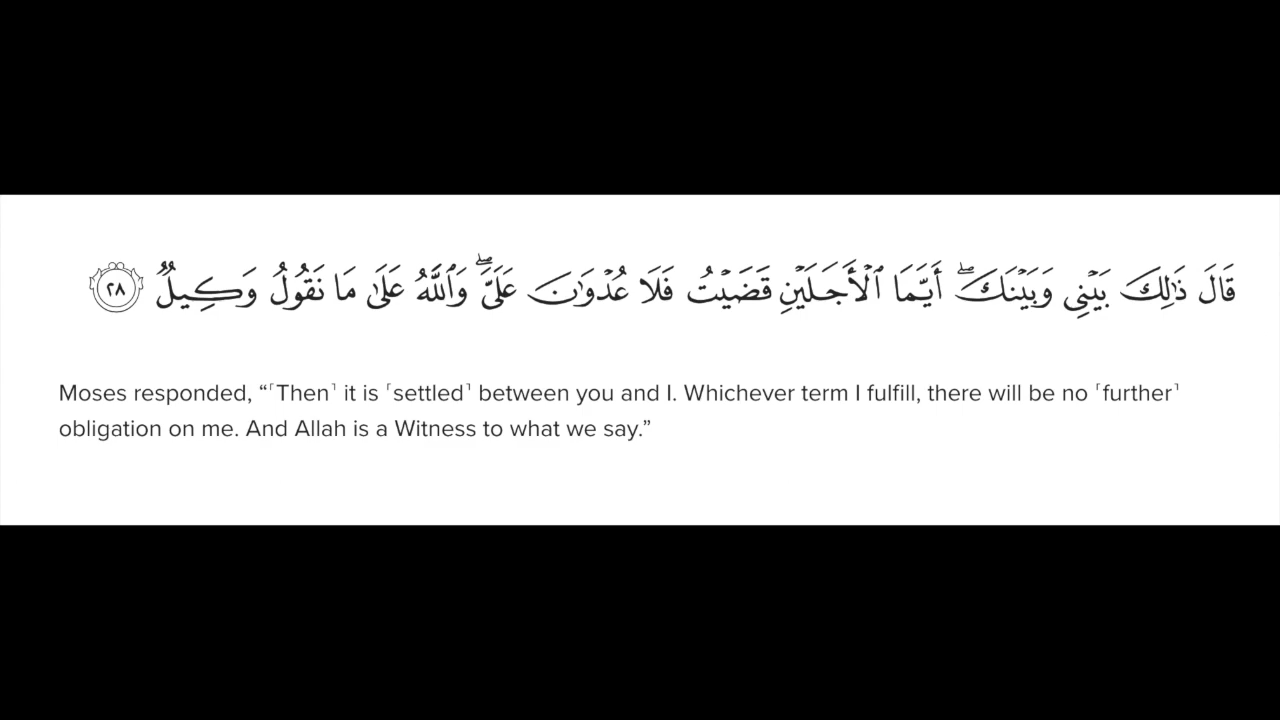 قَالَ ذَٰلِكَ بَيْنِى وَبَيْنَكَ ۖ أَيَّمَا ٱلْأَجَلَيْنِ قَضَيْتُ فَلَا عُدْوَٰنَ عَلَىَّ ۖ وَٱللَّهُ عَلَىٰ مَا نَقُولُ وَكِيلٌ ٢٨
Moses responded, “˹Then˺ it is ˹settled˺ between you and I. Whichever term I fulfill, there will be no ˹further˺
obligation on me. And Allah is a Witness to what we say.”